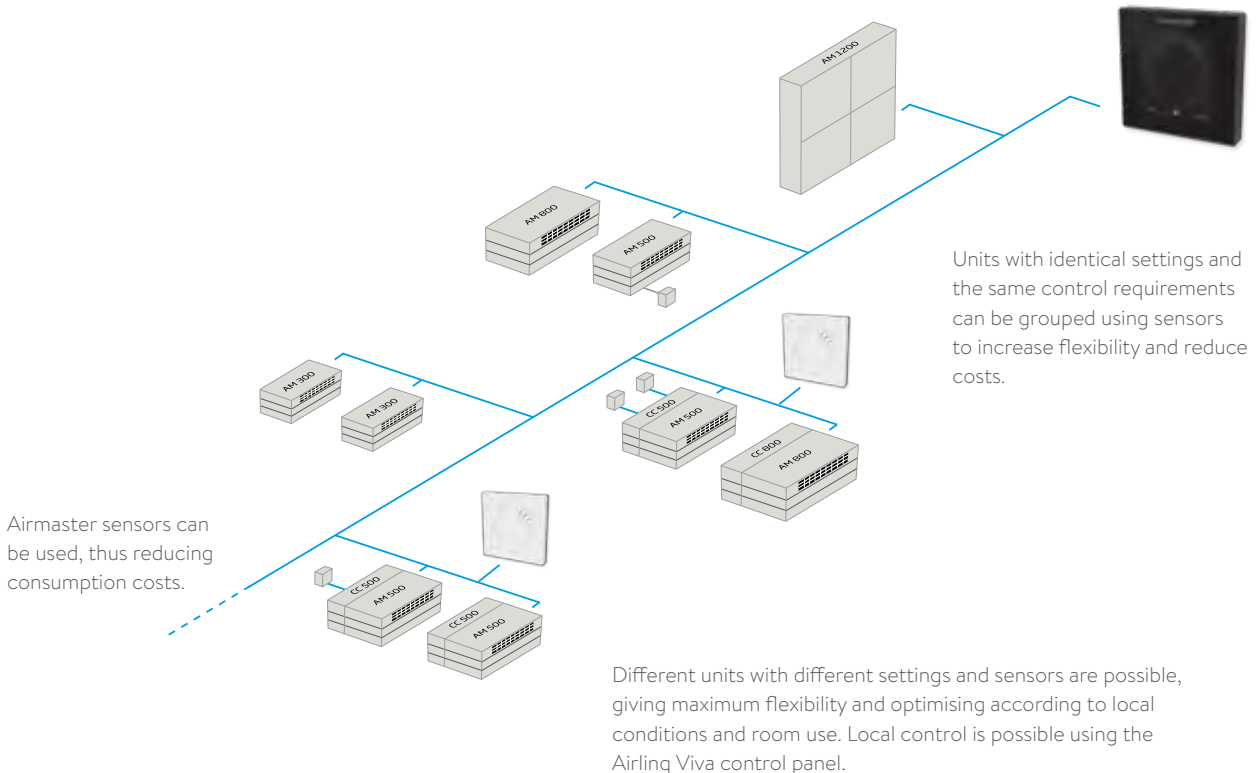 AM 1200
AM 800
AM 500
Units with identical settings and
the same control requirements
can be grouped using sensors
to increase flexibility and reduce
costs.
AM 300
AM 300
CC 500
AM 500
CC 800
AM 800
Airmaster sensors can
be used, thus reducing
consumption costs.
CC 500
AM 500
CC 500
AM 500
Different units with different settings and sensors are possible,
giving maximum flexibility and optimising according to local
conditions and room use. Local control is possible using the
Airlinq Viva control panel.